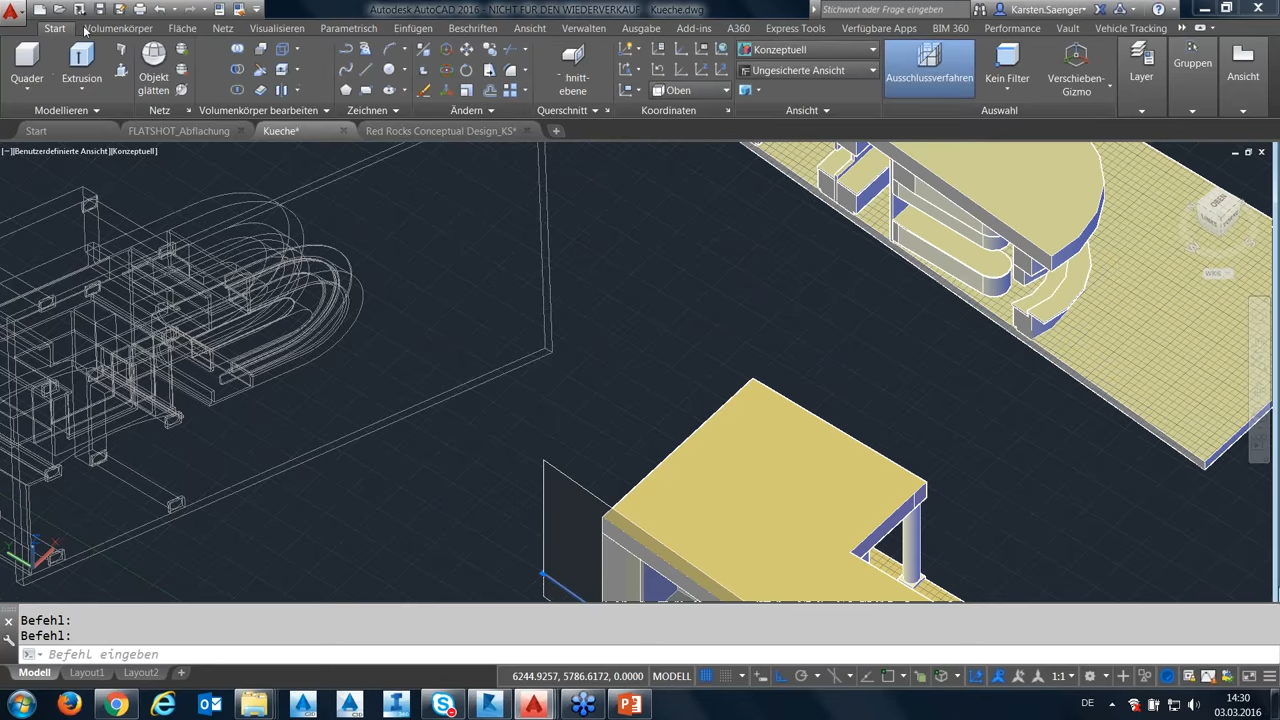 Autodesk AutoCAD 2016 - NICHT FÜR DEN WIEDERVERKAUF Kueche.dwg
Stichwort oder Frage eingeben
Karsten.Saenger
Start Volumenkörper Fläche Netz Visualisieren Parametrisch Einfügen Beschriften Ansicht Verwalten Ausgabe Add-ins A360 Express Tools Verfügbare Apps BIM 360 Performance Vault Vehicle Tracking
Quader
Extrusion
Objekt
glätten
hnitt-
ebene
Oben
Konzeptuell
Ungesicherte Ansicht
Ausschlussverfahren
Kein Filter
Verschieben-
Gizmo
Layer
Gruppen
Ansicht
Modellieren
Netz
Volumenkörper bearbeiten
Zeichnen
Ändern
Querschnitt
Koordinaten
Ansicht
Auswahl
Start
FLATSHOT_Abflachung
Kueche*
Red Rocks Conceptual Design_KS*
[−][Benutzerdefinierte Ansicht][Konzeptuell]
OBEN
WKS
Befehl:
Befehl:
Befehl eingeben
Modell Layout1 Layout2 +
6244.9257, 5786.6172, 0.0000 MODELL
1:1
DE
14:30
03.03.2016